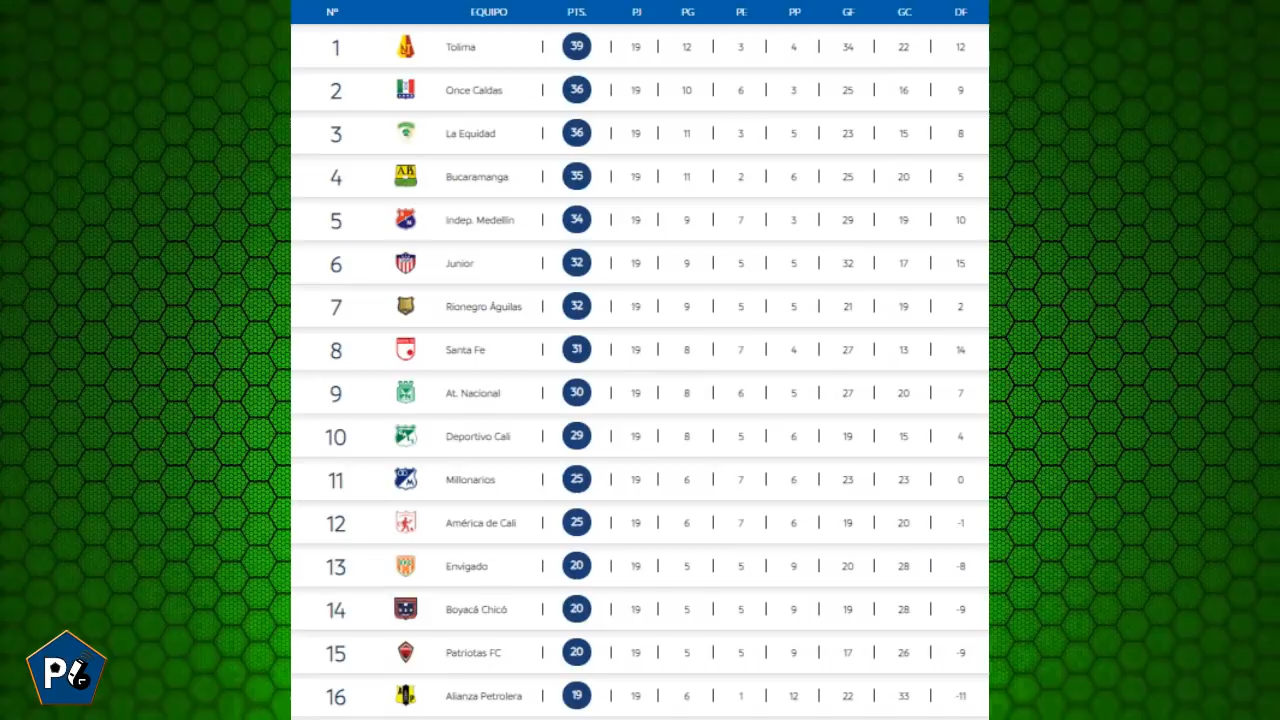 Nº EQUIPO PTS. PJ PG PE PP GF GC DF
1 Tolima | 39 | 19 | 12 | 3 | 4 | 34 | 22 | 12
2 Once Caldas | 36 | 19 | 10 | 6 | 3 | 25 | 16 | 9
3 La Equidad | 36 | 19 | 11 | 3 | 5 | 23 | 15 | 8
4 Bucaramanga | 35 | 19 | 11 | 2 | 6 | 25 | 20 | 5
5 Indep. Medellín | 34 | 19 | 9 | 7 | 3 | 29 | 19 | 10
6 Junior | 32 | 19 | 9 | 5 | 5 | 32 | 17 | 15
7 Rionegro Águilas | 32 | 19 | 9 | 5 | 5 | 21 | 19 | 2
8 Santa Fe | 31 | 19 | 8 | 7 | 4 | 27 | 13 | 14
9 At. Nacional | 30 | 19 | 8 | 6 | 5 | 27 | 20 | 7
10 Deportivo Cali | 29 | 19 | 8 | 5 | 6 | 19 | 15 | 4
11 Millonarios | 25 | 19 | 6 | 7 | 6 | 23 | 23 | 0
12 América de Cali | 25 | 19 | 6 | 7 | 6 | 19 | 20 | -1
13 Envigado | 20 | 19 | 5 | 5 | 9 | 20 | 28 | -8
14 Boyacá Chicó | 20 | 19 | 5 | 5 | 9 | 19 | 28 | -9
15 Patriotas FC | 20 | 19 | 5 | 5 | 9 | 17 | 26 | -9
16 Alianza Petrolera | 19 | 19 | 6 | 1 | 12 | 22 | 33 | -11